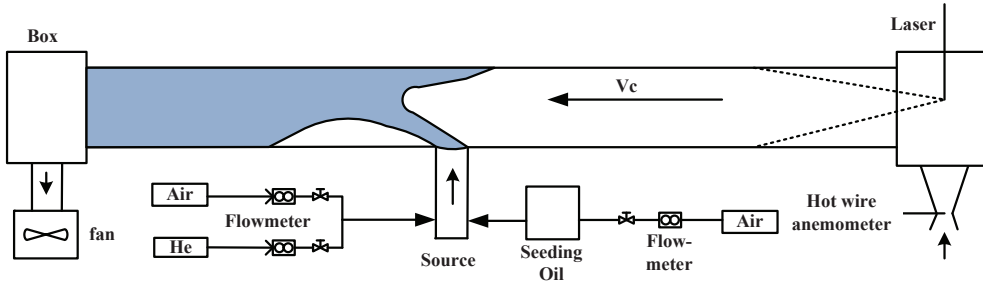 Box
Laser
Vc
Air
Flowmeter
He
fan
Source
Seeding
Oil
Flow-
meter
Air
Hot wire
anemometer